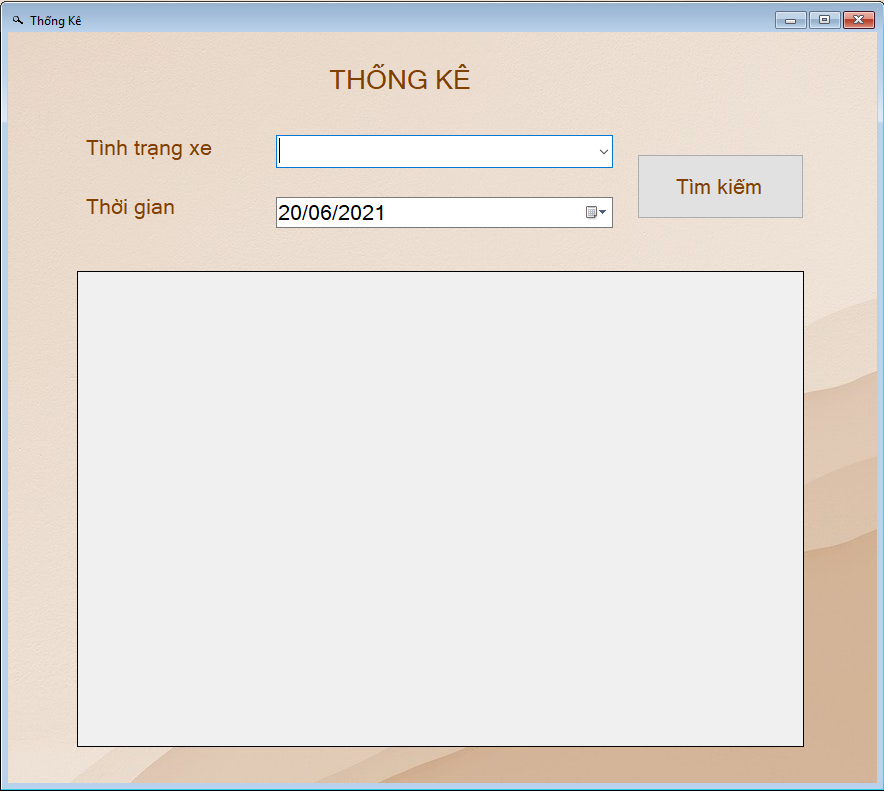 Thống Kê
THỐNG KÊ
Tình trạng xe
Tìm kiếm
Thời gian
20/06/2021